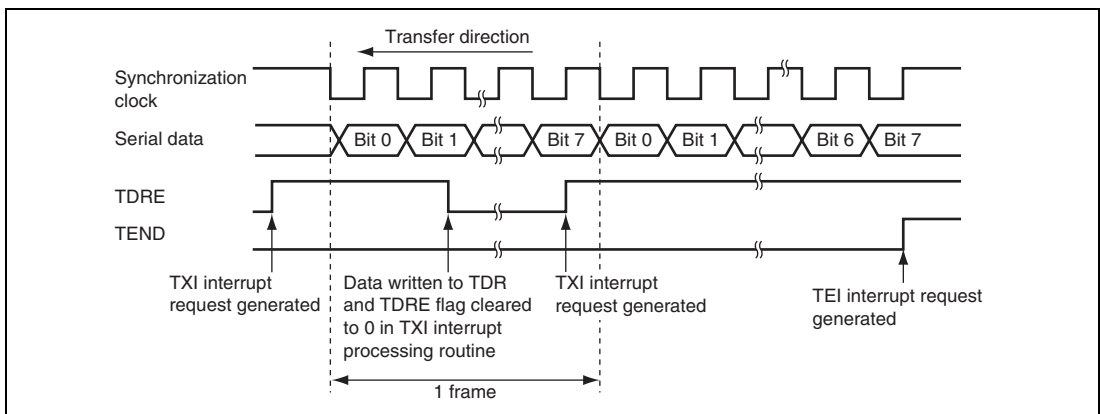 Transfer direction
Synchronization
clock
Serial data
Bit 0 Bit 1 Bit 7 Bit 0 Bit 1 Bit 6 Bit 7
TDRE
TEND
TXI interrupt
request generated
Data written to TDR
and TDRE flag cleared
to 0 in TXI interrupt
processing routine
TXI interrupt
request generated
TEI interrupt request
generated
1 frame